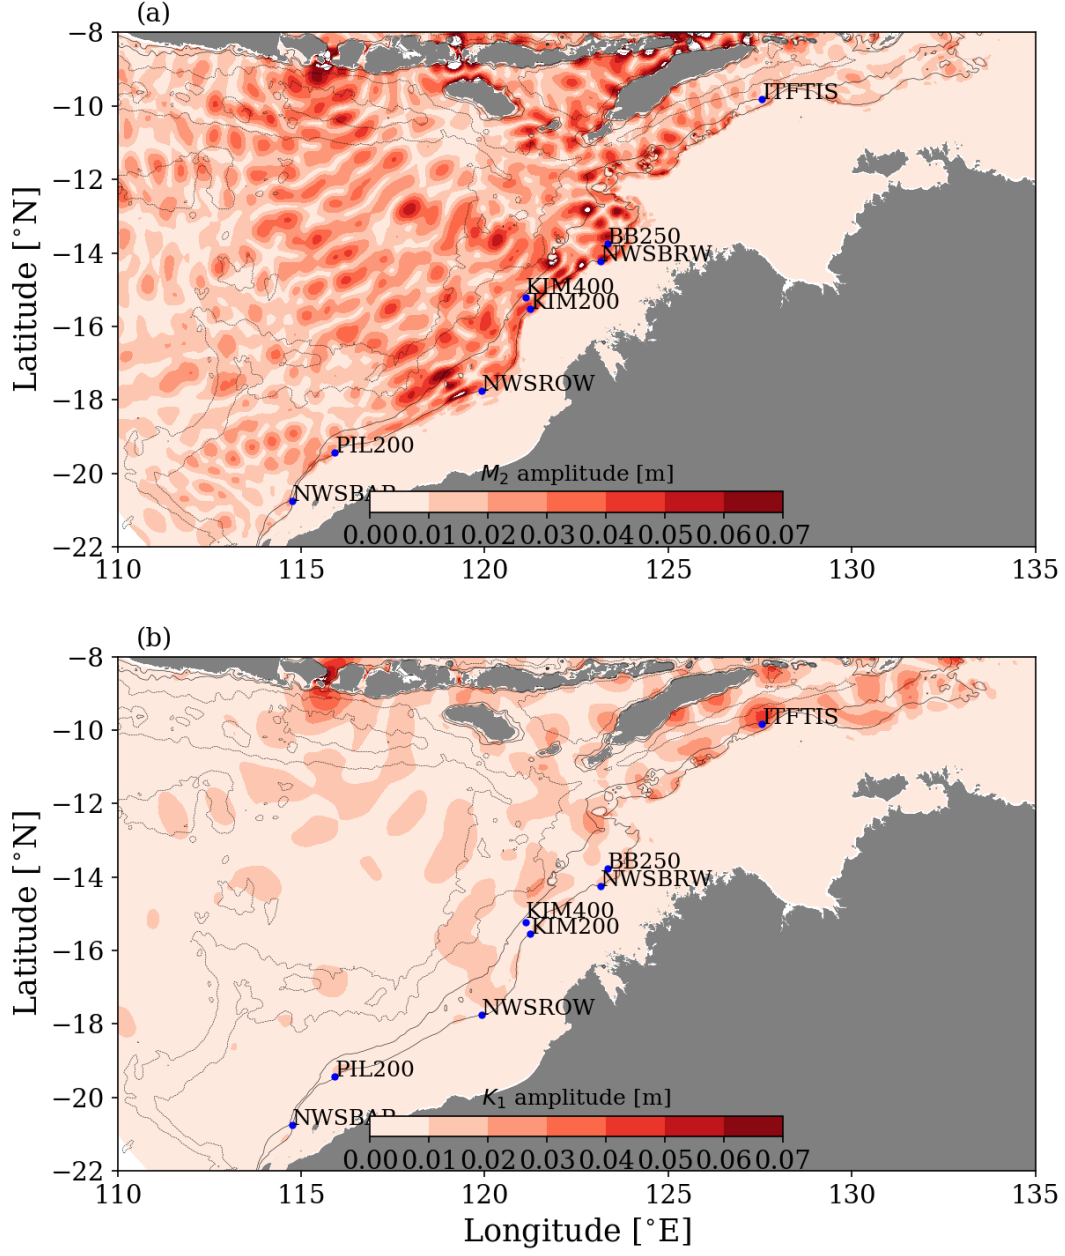 (a)
−8
−10
−12
−14
−16
−18
−20
−22
Latitude [°N]
ITFTIS
BB250
NWSBRW
KIM400
KIM200
NWSROW
PIL200
NWSBAR
M2 amplitude [m]
0.00 0.01 0.02 0.03 0.04 0.05 0.06 0.07
110 115 120 125 130 135
(b)
−8
−10
−12
−14
−16
−18
−20
−22
Latitude [°N]
ITFTIS
BB250
NWSBRW
KIM400
KIM200
NWSROW
PIL200
NWSBAR
K1 amplitude [m]
0.00 0.01 0.02 0.03 0.04 0.05 0.06 0.07
110 115 120 125 130 135
Longitude [°E]